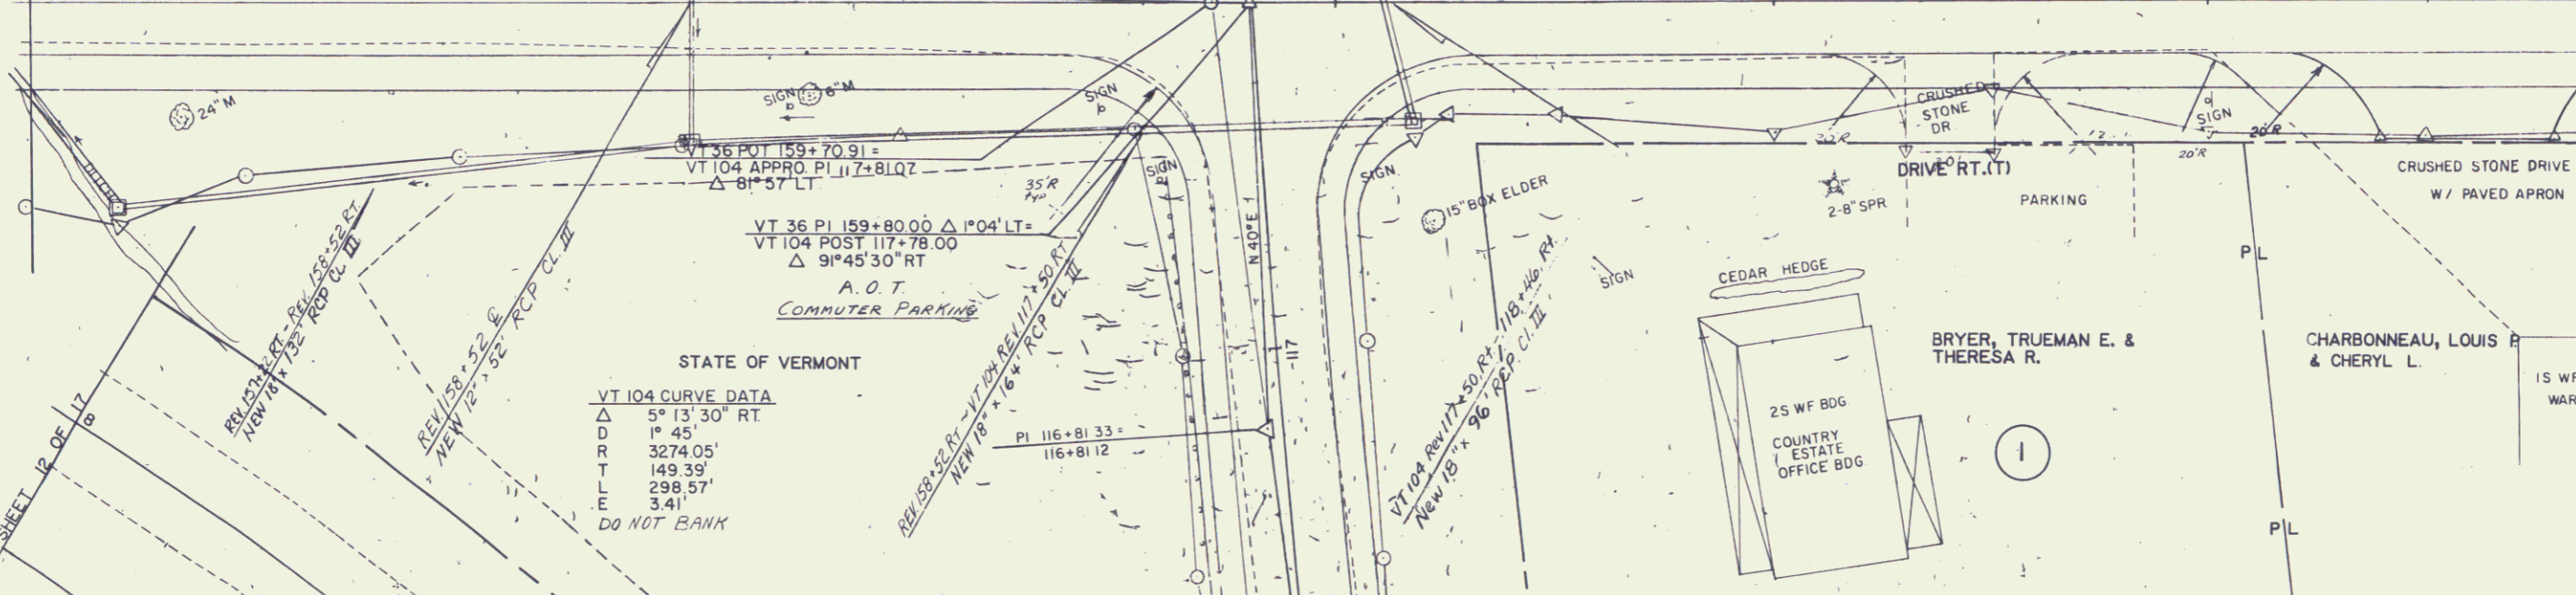 24"M
SIGN
8"M
SIGN
CRUSHED
STONE
DR.
SIGN
20'R
20'R
20'R
DITCH
VT 36 POT 159+70.91 =
VT 104 APPRO. PI 117+81.07
Δ 81°57' LT.
SIGN
SIGN
35'R
TYP
20'
DRIVE RT.(T)
CRUSHED STONE DRIVE
W/ PAVED APRON
15" BOX ELDER
2-8" SPR.
PARKING
VT 36 PI 159+80.00 Δ 1°04' LT=
VT 104 POST 117+78.00
Δ 91°45'30" RT
A.O.T.
COMMUTER PARKING
N 40°E
P L
SIGN
CEDAR HEDGE
STATE OF VERMONT
117
BRYER, TRUEMAN E. &
THERESA R.
CHARBONNEAU, LOUIS P.
& CHERYL L.
REV. 157+22 RT. - REV. 158+52 RT.
NEW 18" x 132' RCP CL. III
REV. 158+52 ℄
NEW 12" x 52' RCP CL. III
REV. 158+52 RT - VT 104 REV. 117+50 RT.
NEW 18" x 164' RCP CL. III
VT 104 Rev 117+50, Rt. - 118+46, Rt.
New 18" x 96' RCP Cl. III
VT 104 CURVE DATA
Δ 5° 13' 30" RT.
D 1° 45'
R 3274.05'
T 149.39'
L 298.57'
E 3.41'
DO NOT BANK
PI 116+81.33 =
116+81.12
2S WF BDG.
COUNTRY
ESTATE
OFFICE BDG.
1
1S WF
WAR
SHEET 12 OF 17
8
P L